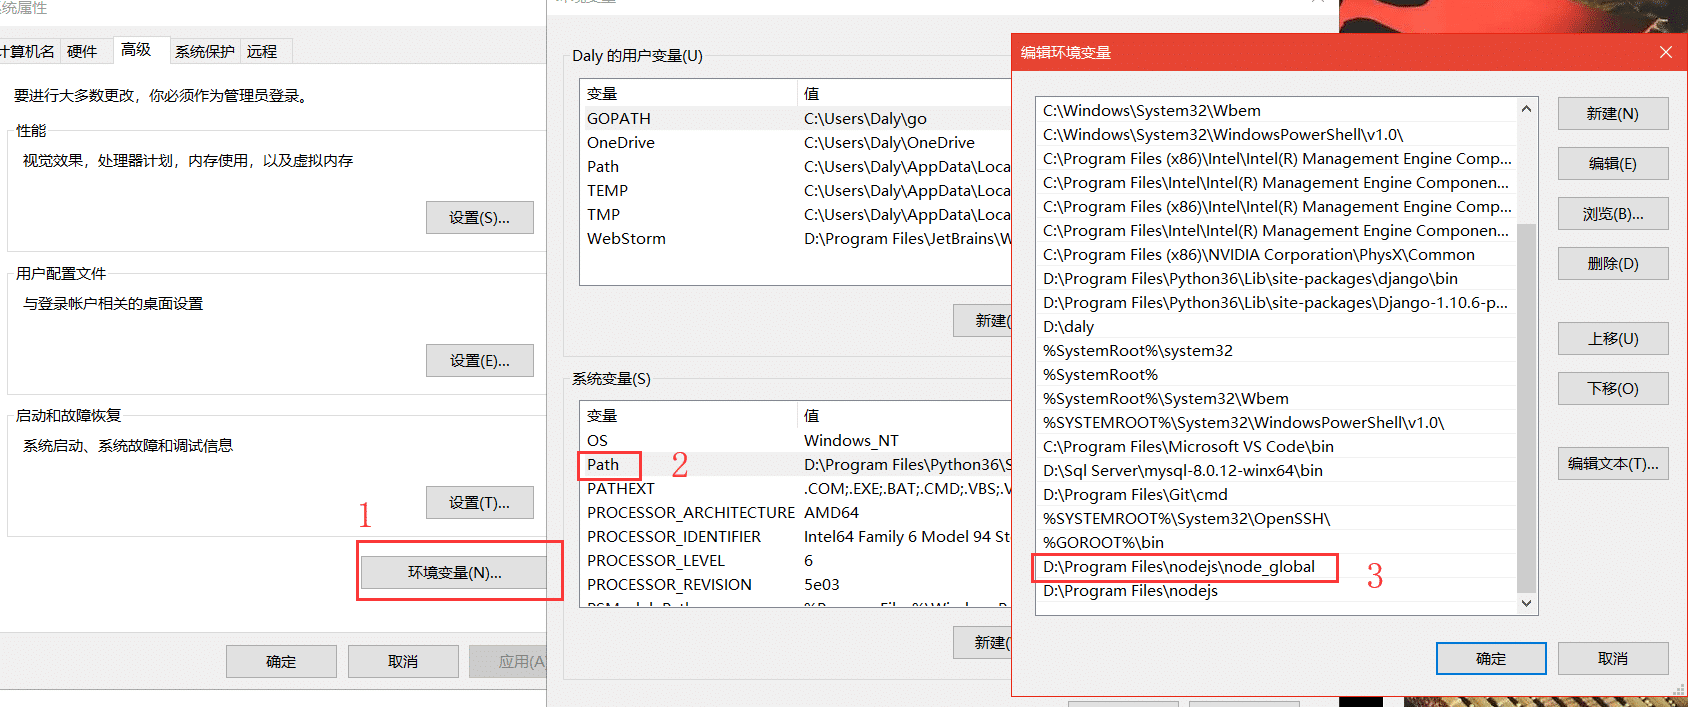 系统属性
计算机名
硬件
高级
系统保护
远程
要进行大多数更改，你必须作为管理员登录。
性能
视觉效果，处理器计划，内存使用，以及虚拟内存
设置(S)...
用户配置文件
与登录帐户相关的桌面设置
设置(E)...
启动和故障恢复
系统启动、系统故障和调试信息
设置(T)...
1
环境变量(N)...
确定
取消
应用(A)
环境变量
Daly 的用户变量(U)
变量 值
GOPATH C:\Users\Daly\go
OneDrive C:\Users\Daly\OneDrive
Path C:\Users\Daly\AppData\Loca
TEMP C:\Users\Daly\AppData\Loca
TMP C:\Users\Daly\AppData\Loca
WebStorm D:\Program Files\JetBrains\W
新建(
系统变量(S)
变量 值
OS Windows_NT
Path D:\Program Files\Python36\S
2
PATHEXT .COM;.EXE;.BAT;.CMD;.VBS;.V
PROCESSOR_ARCHITECTURE AMD64
PROCESSOR_IDENTIFIER Intel64 Family 6 Model 94 St
PROCESSOR_LEVEL 6
PROCESSOR_REVISION 5e03
新建(
编辑环境变量
C:\Windows\System32\Wbem
C:\Windows\System32\WindowsPowerShell\v1.0\
C:\Program Files (x86)\Intel\Intel(R) Management Engine Comp...
C:\Program Files\Intel\Intel(R) Management Engine Componen...
C:\Program Files (x86)\Intel\Intel(R) Management Engine Comp...
C:\Program Files\Intel\Intel(R) Management Engine Componen...
C:\Program Files (x86)\NVIDIA Corporation\PhysX\Common
D:\Program Files\Python36\Lib\site-packages\django\bin
D:\Program Files\Python36\Lib\site-packages\Django-1.10.6-p...
D:\daly
%SystemRoot%\system32
%SystemRoot%
%SystemRoot%\System32\Wbem
%SYSTEMROOT%\System32\WindowsPowerShell\v1.0\
C:\Program Files\Microsoft VS Code\bin
D:\Sql Server\mysql-8.0.12-winx64\bin
D:\Program Files\Git\cmd
%SYSTEMROOT%\System32\OpenSSH\
%GOROOT%\bin
D:\Program Files\nodejs\node_global
3
D:\Program Files\nodejs
新建(N)
编辑(E)
浏览(B)...
删除(D)
上移(U)
下移(O)
编辑文本(T)...
确定
取消